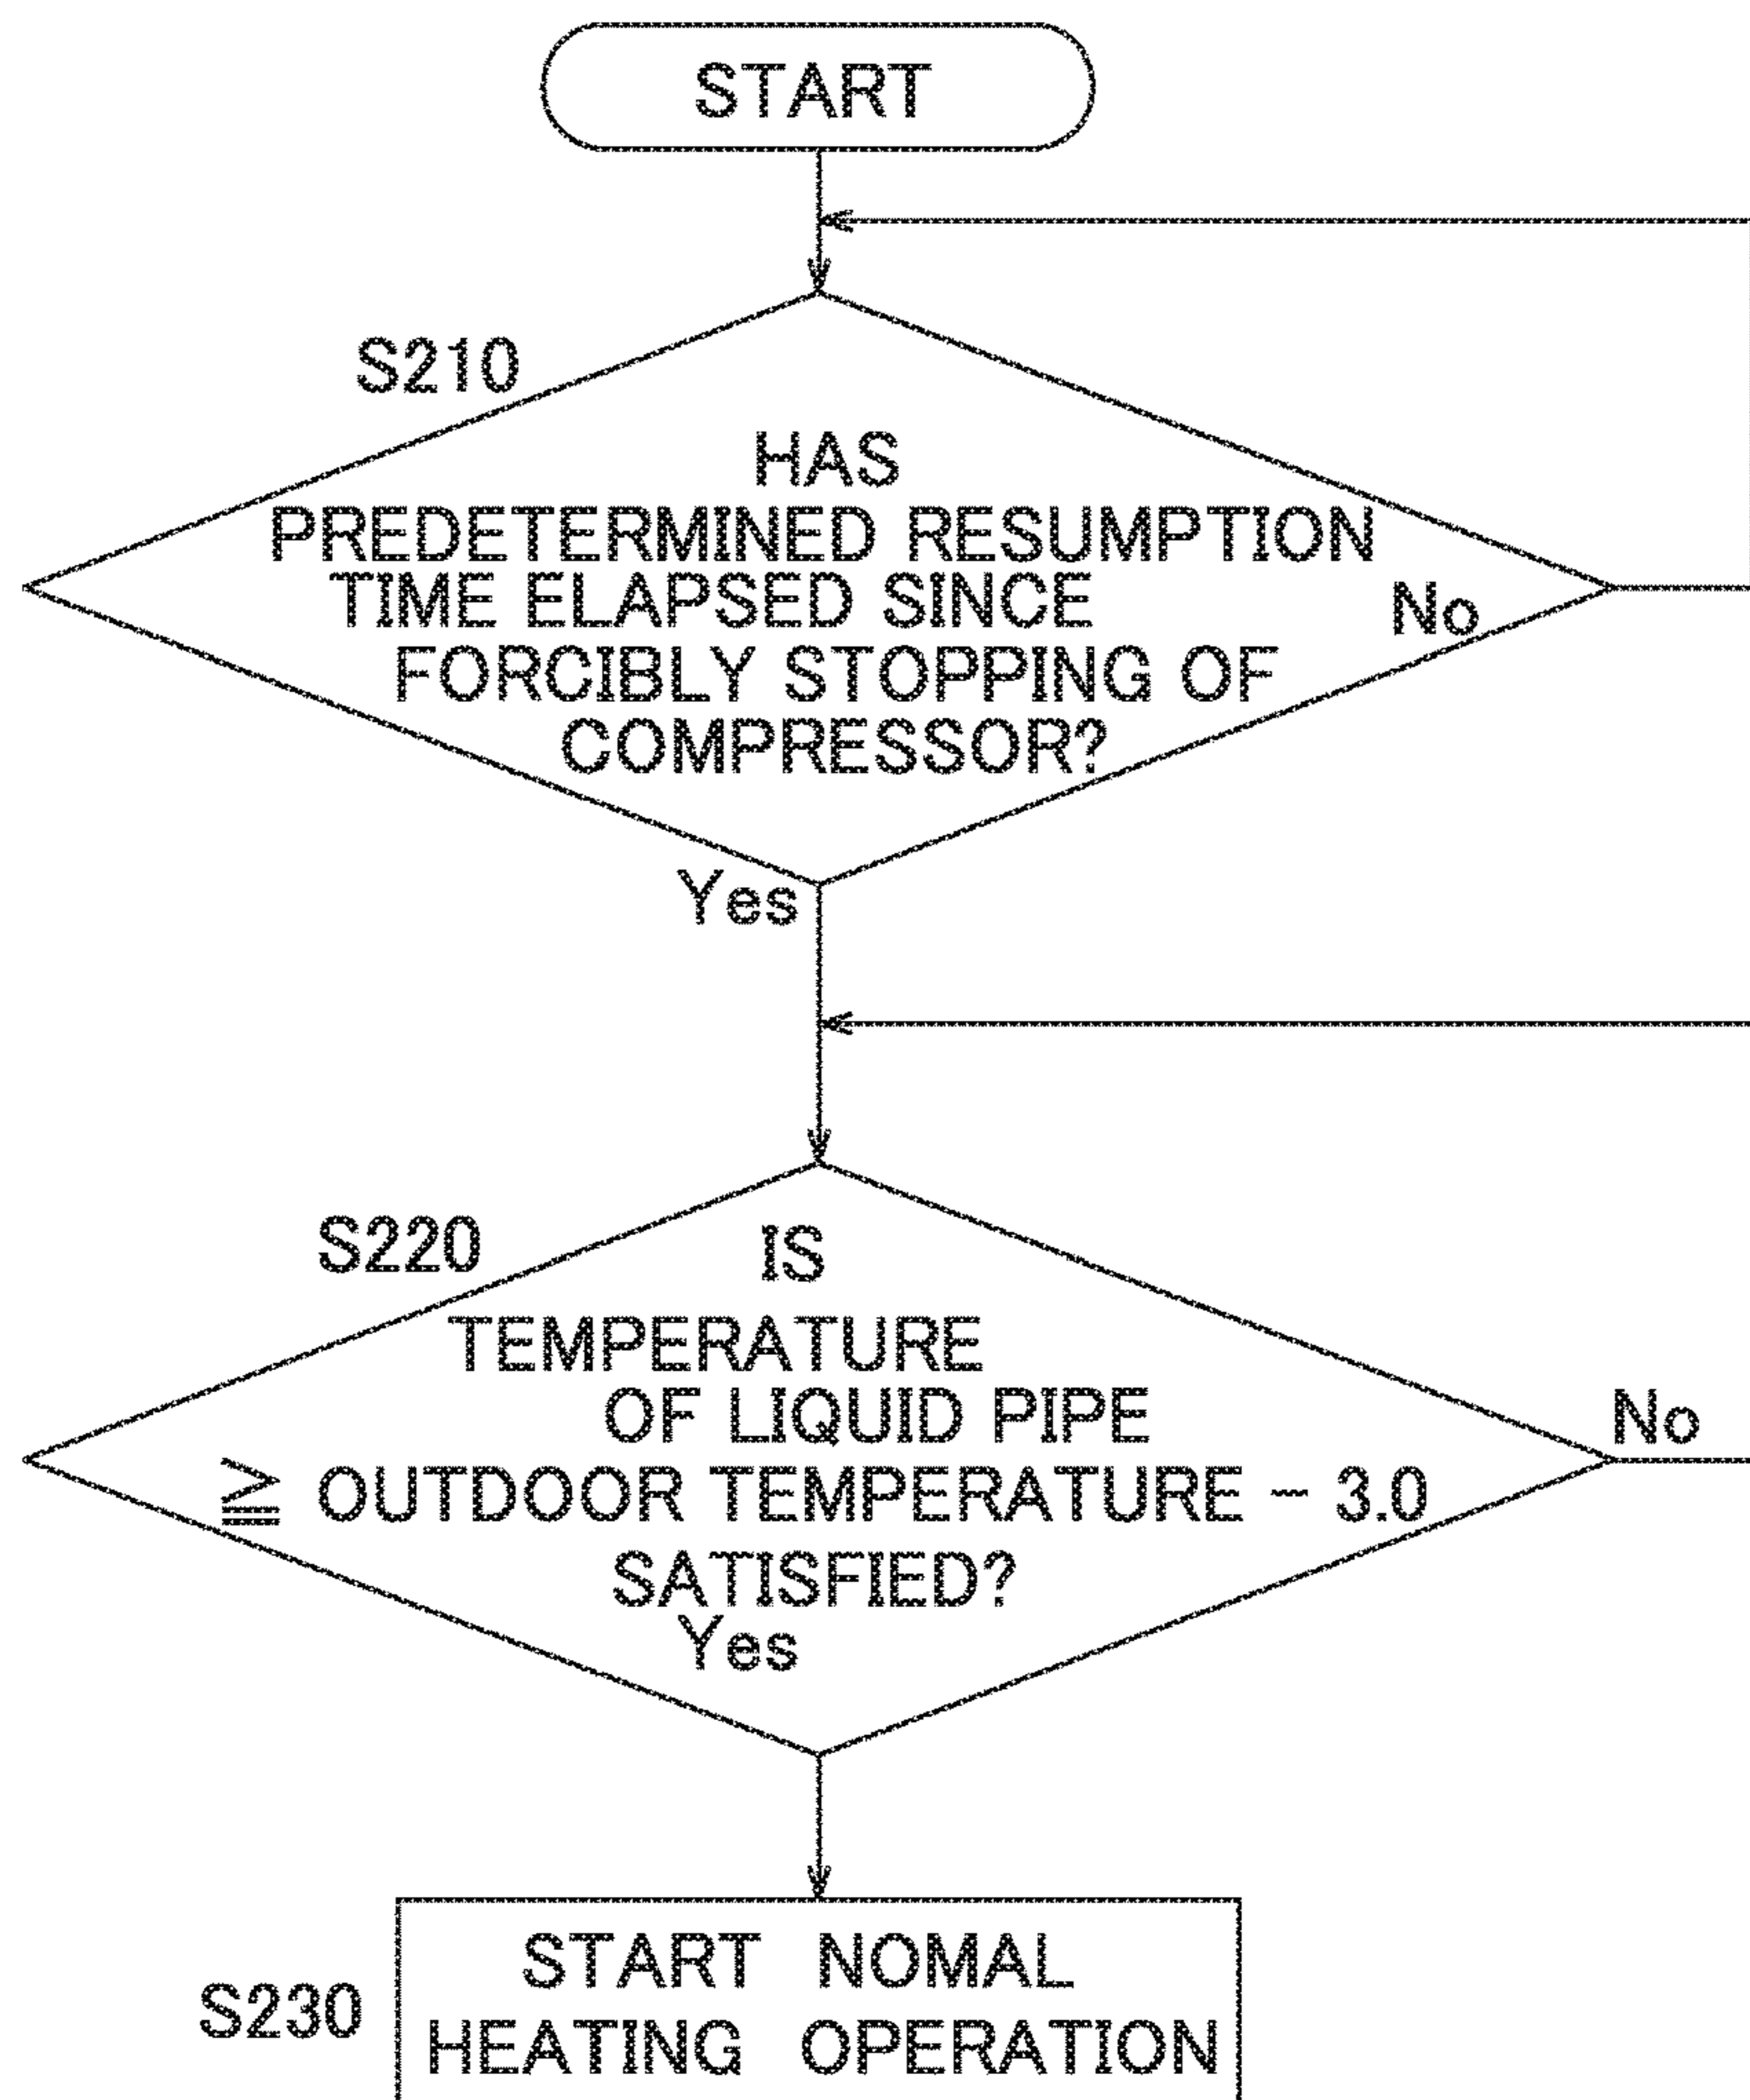 START
S210
HAS
PREDETERMINED RESUMPTION
TIME ELAPSED SINCE
No
FORCIBLY STOPPING OF
COMPRESSOR?
Yes
S220
IS
TEMPERATURE
OF LIQUID PIPE
No
≧ OUTDOOR TEMPERATURE - 3.0
SATISFIED?
Yes
S230
START NOMAL
HEATING OPERATION